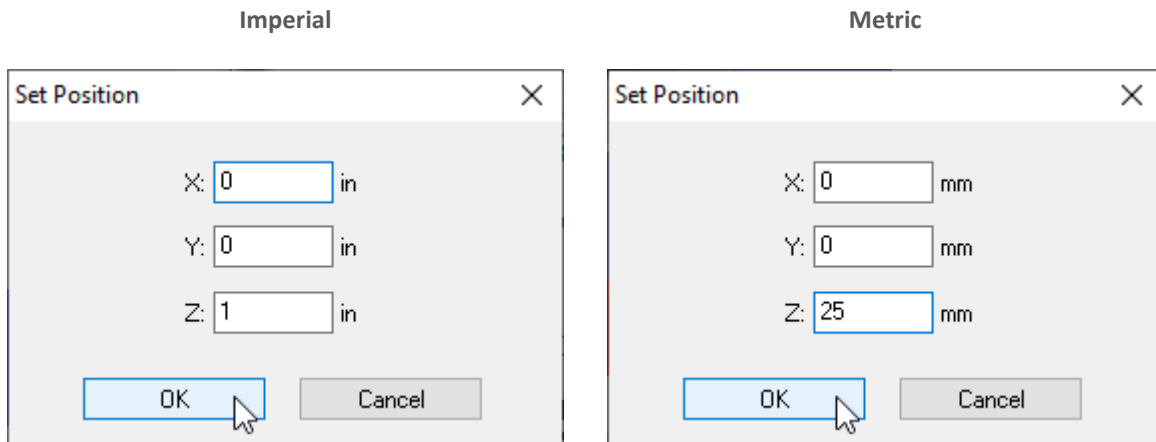 Imperial
Metric
Set Position
X: 0 in
Y: 0 in
Z: 1 in
OK Cancel
Set Position
X: 0 mm
Y: 0 mm
Z: 25 mm
OK Cancel